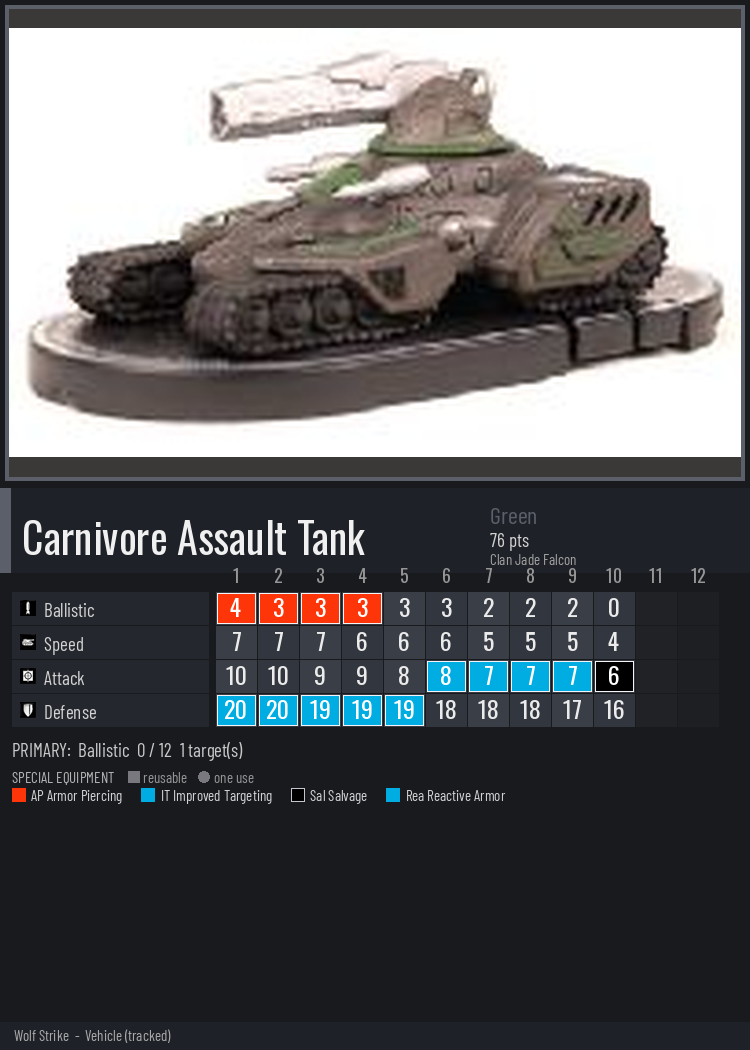 Carnivore Assault Tank
Green
76 pts
Clan Jade Falcon
1 2 3 4 5 6 7 8 9 10 11 12
Ballistic 4 3 3 3 3 3 2 2 2 0
Speed 7 7 7 6 6 6 5 5 5 4
Attack 10 10 9 9 8 8 7 7 7 6
Defense 20 20 19 19 19 18 18 18 17 16
PRIMARY: Ballistic 0 / 12 1 target(s)
SPECIAL EQUIPMENT reusable one use
AP Armor Piercing IT Improved Targeting Sal Salvage Rea Reactive Armor
Wolf Strike - Vehicle (tracked)